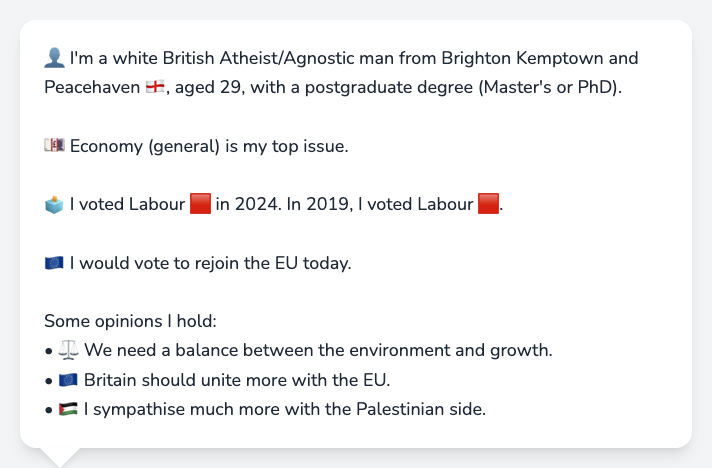 👤 I'm a white British Atheist/Agnostic man from Brighton Kemptown and
Peacehaven 🏴󠁧󠁢󠁥󠁮󠁧󠁿, aged 29, with a postgraduate degree (Master's or PhD).
💷 Economy (general) is my top issue.
🗳️ I voted Labour 🟥 in 2024. In 2019, I voted Labour 🟥.
🇪🇺 I would vote to rejoin the EU today.
Some opinions I hold:
• ⚖️ We need a balance between the environment and growth.
• 🇪🇺 Britain should unite more with the EU.
• 🇵🇸 I sympathise much more with the Palestinian side.